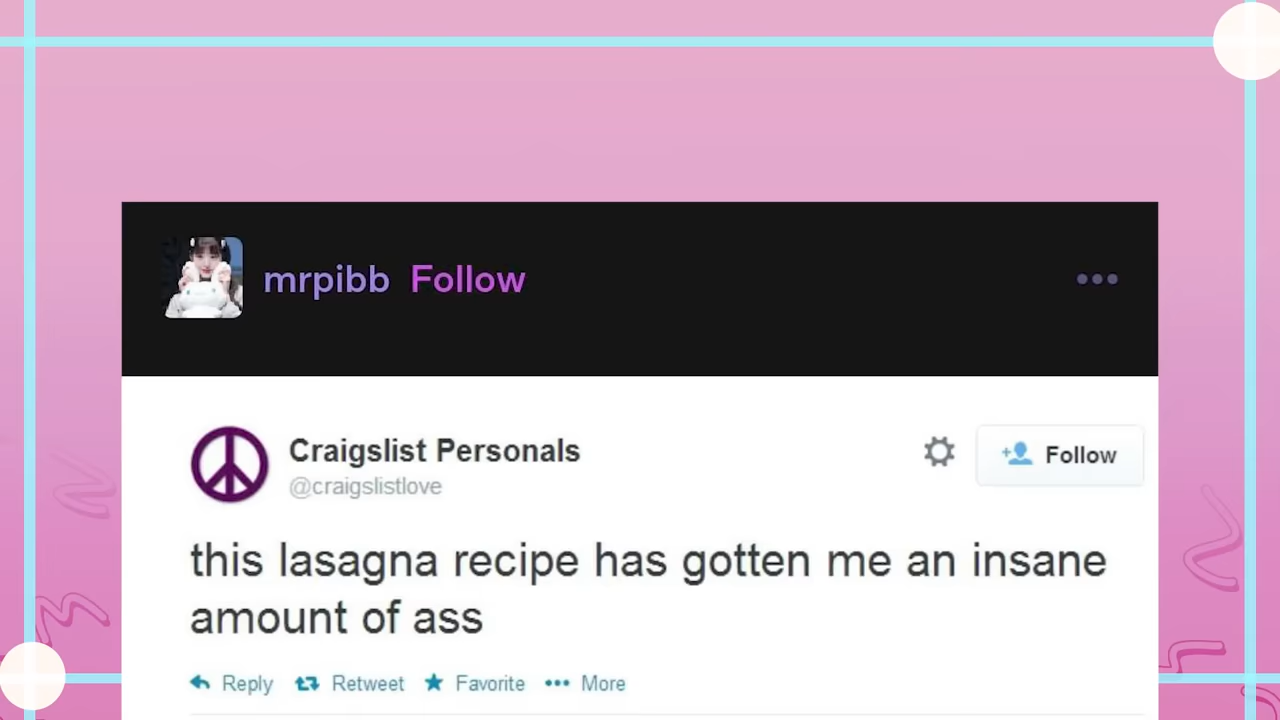 mrpibb Follow
Craigslist Personals
@craigslistlove
Follow
this lasagna recipe has gotten me an insane
amount of ass
Reply Retweet Favorite More